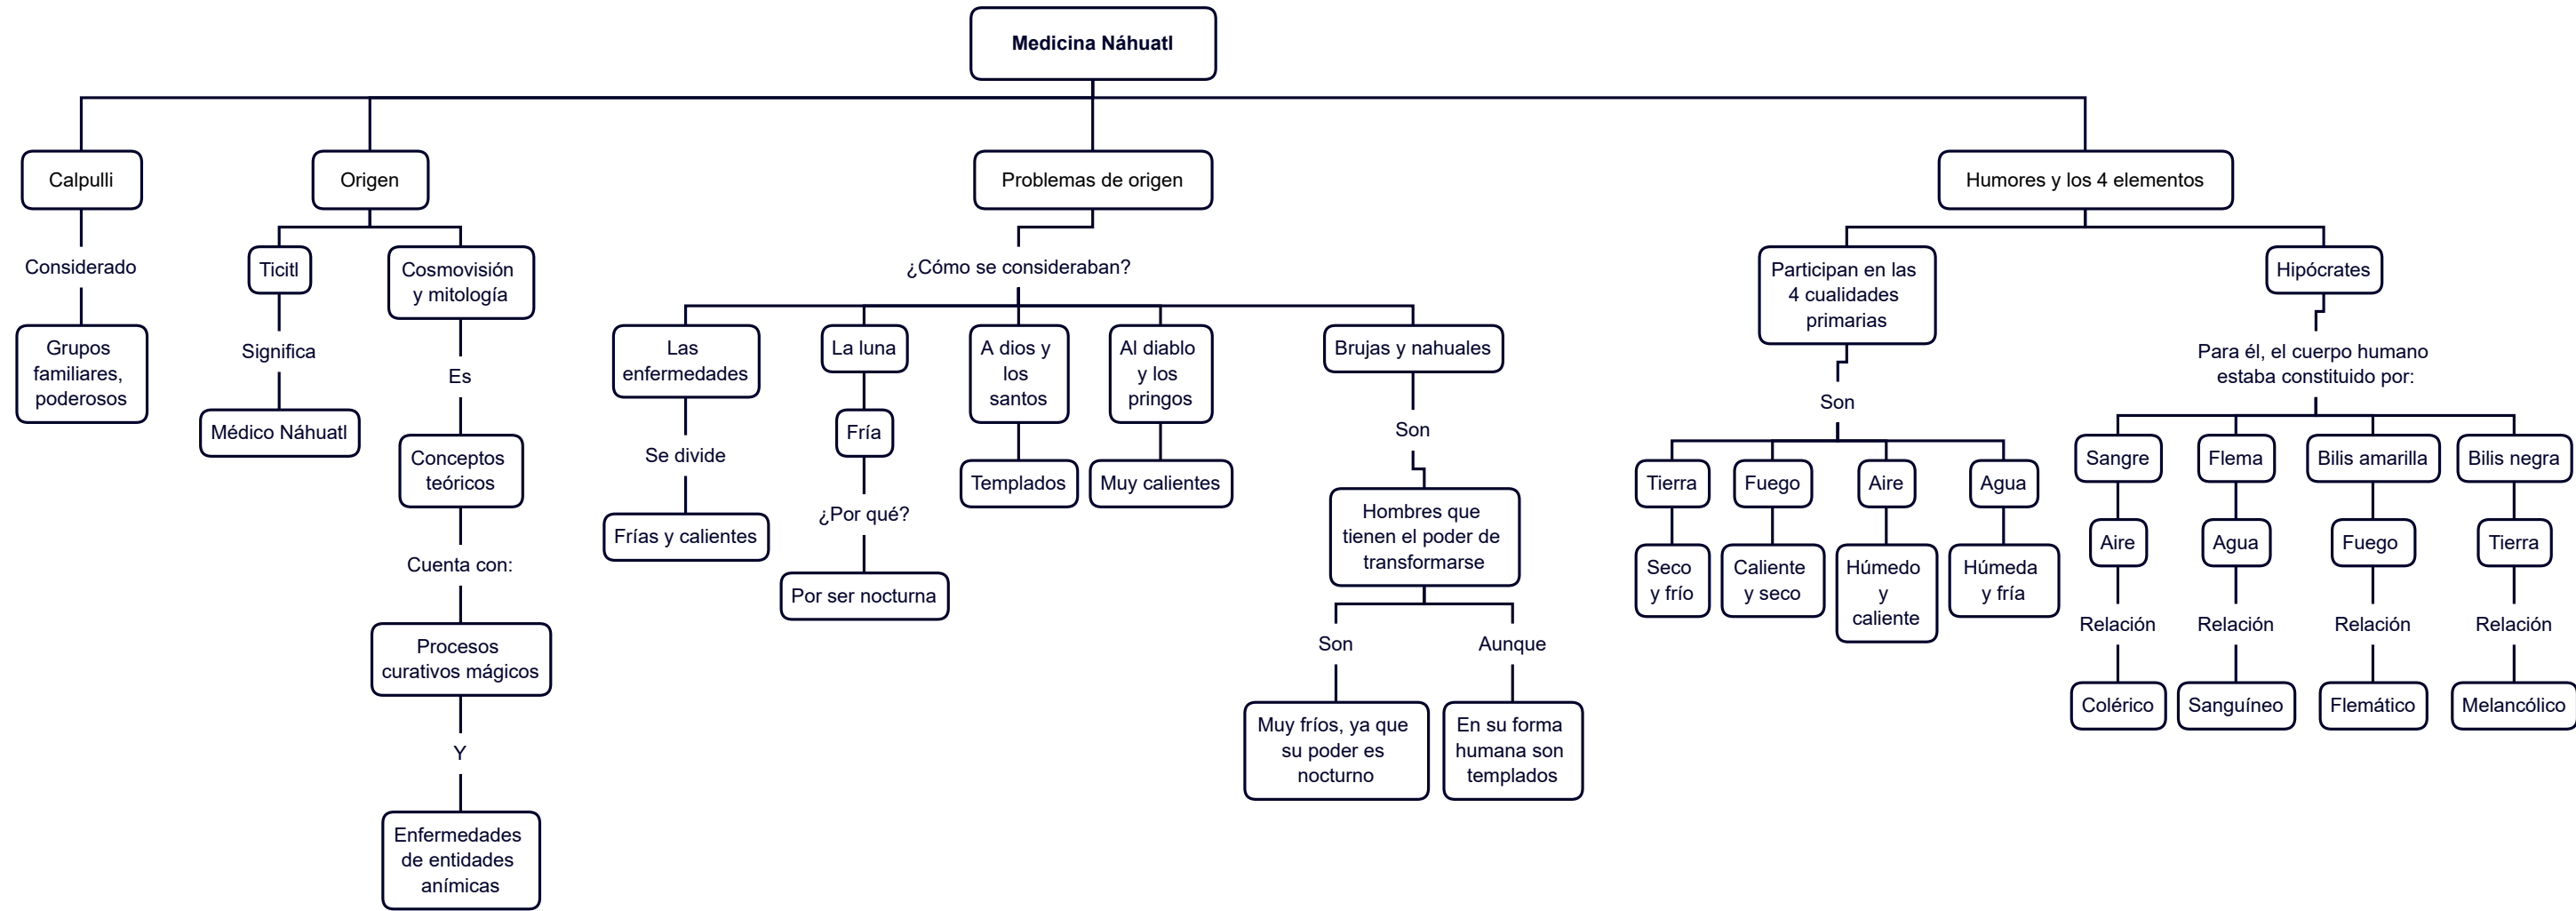 Medicina Náhuatl
Calpulli
Considerado
Grupos
familiares,
poderosos
Origen
Ticitl
Significa
Médico Náhuatl
Cosmovisión
y mitología
Es
Conceptos
teóricos
Cuenta con:
Procesos
curativos mágicos
Y
Enfermedades
de entidades
anímicas
Problemas de origen
¿Cómo se consideraban?
Las
enfermedades
Se divide
Frías y calientes
La luna
Fría
¿Por qué?
Por ser nocturna
A dios y
los
santos
Templados
Al diablo
y los
pringos
Muy calientes
Brujas y nahuales
Son
Hombres que
tienen el poder de
transformarse
Son
Muy fríos, ya que
su poder es
nocturno
Aunque
En su forma
humana son
templados
Humores y los 4 elementos
Participan en las
4 cualidades
primarias
Son
Tierra
Seco
y frío
Fuego
Caliente
y seco
Aire
Húmedo
y
caliente
Agua
Húmeda
y fría
Hipócrates
Para él, el cuerpo humano
estaba constituido por:
Sangre
Aire
Relación
Colérico
Flema
Agua
Relación
Sanguíneo
Bilis amarilla
Fuego
Relación
Flemático
Bilis negra
Tierra
Relación
Melancólico